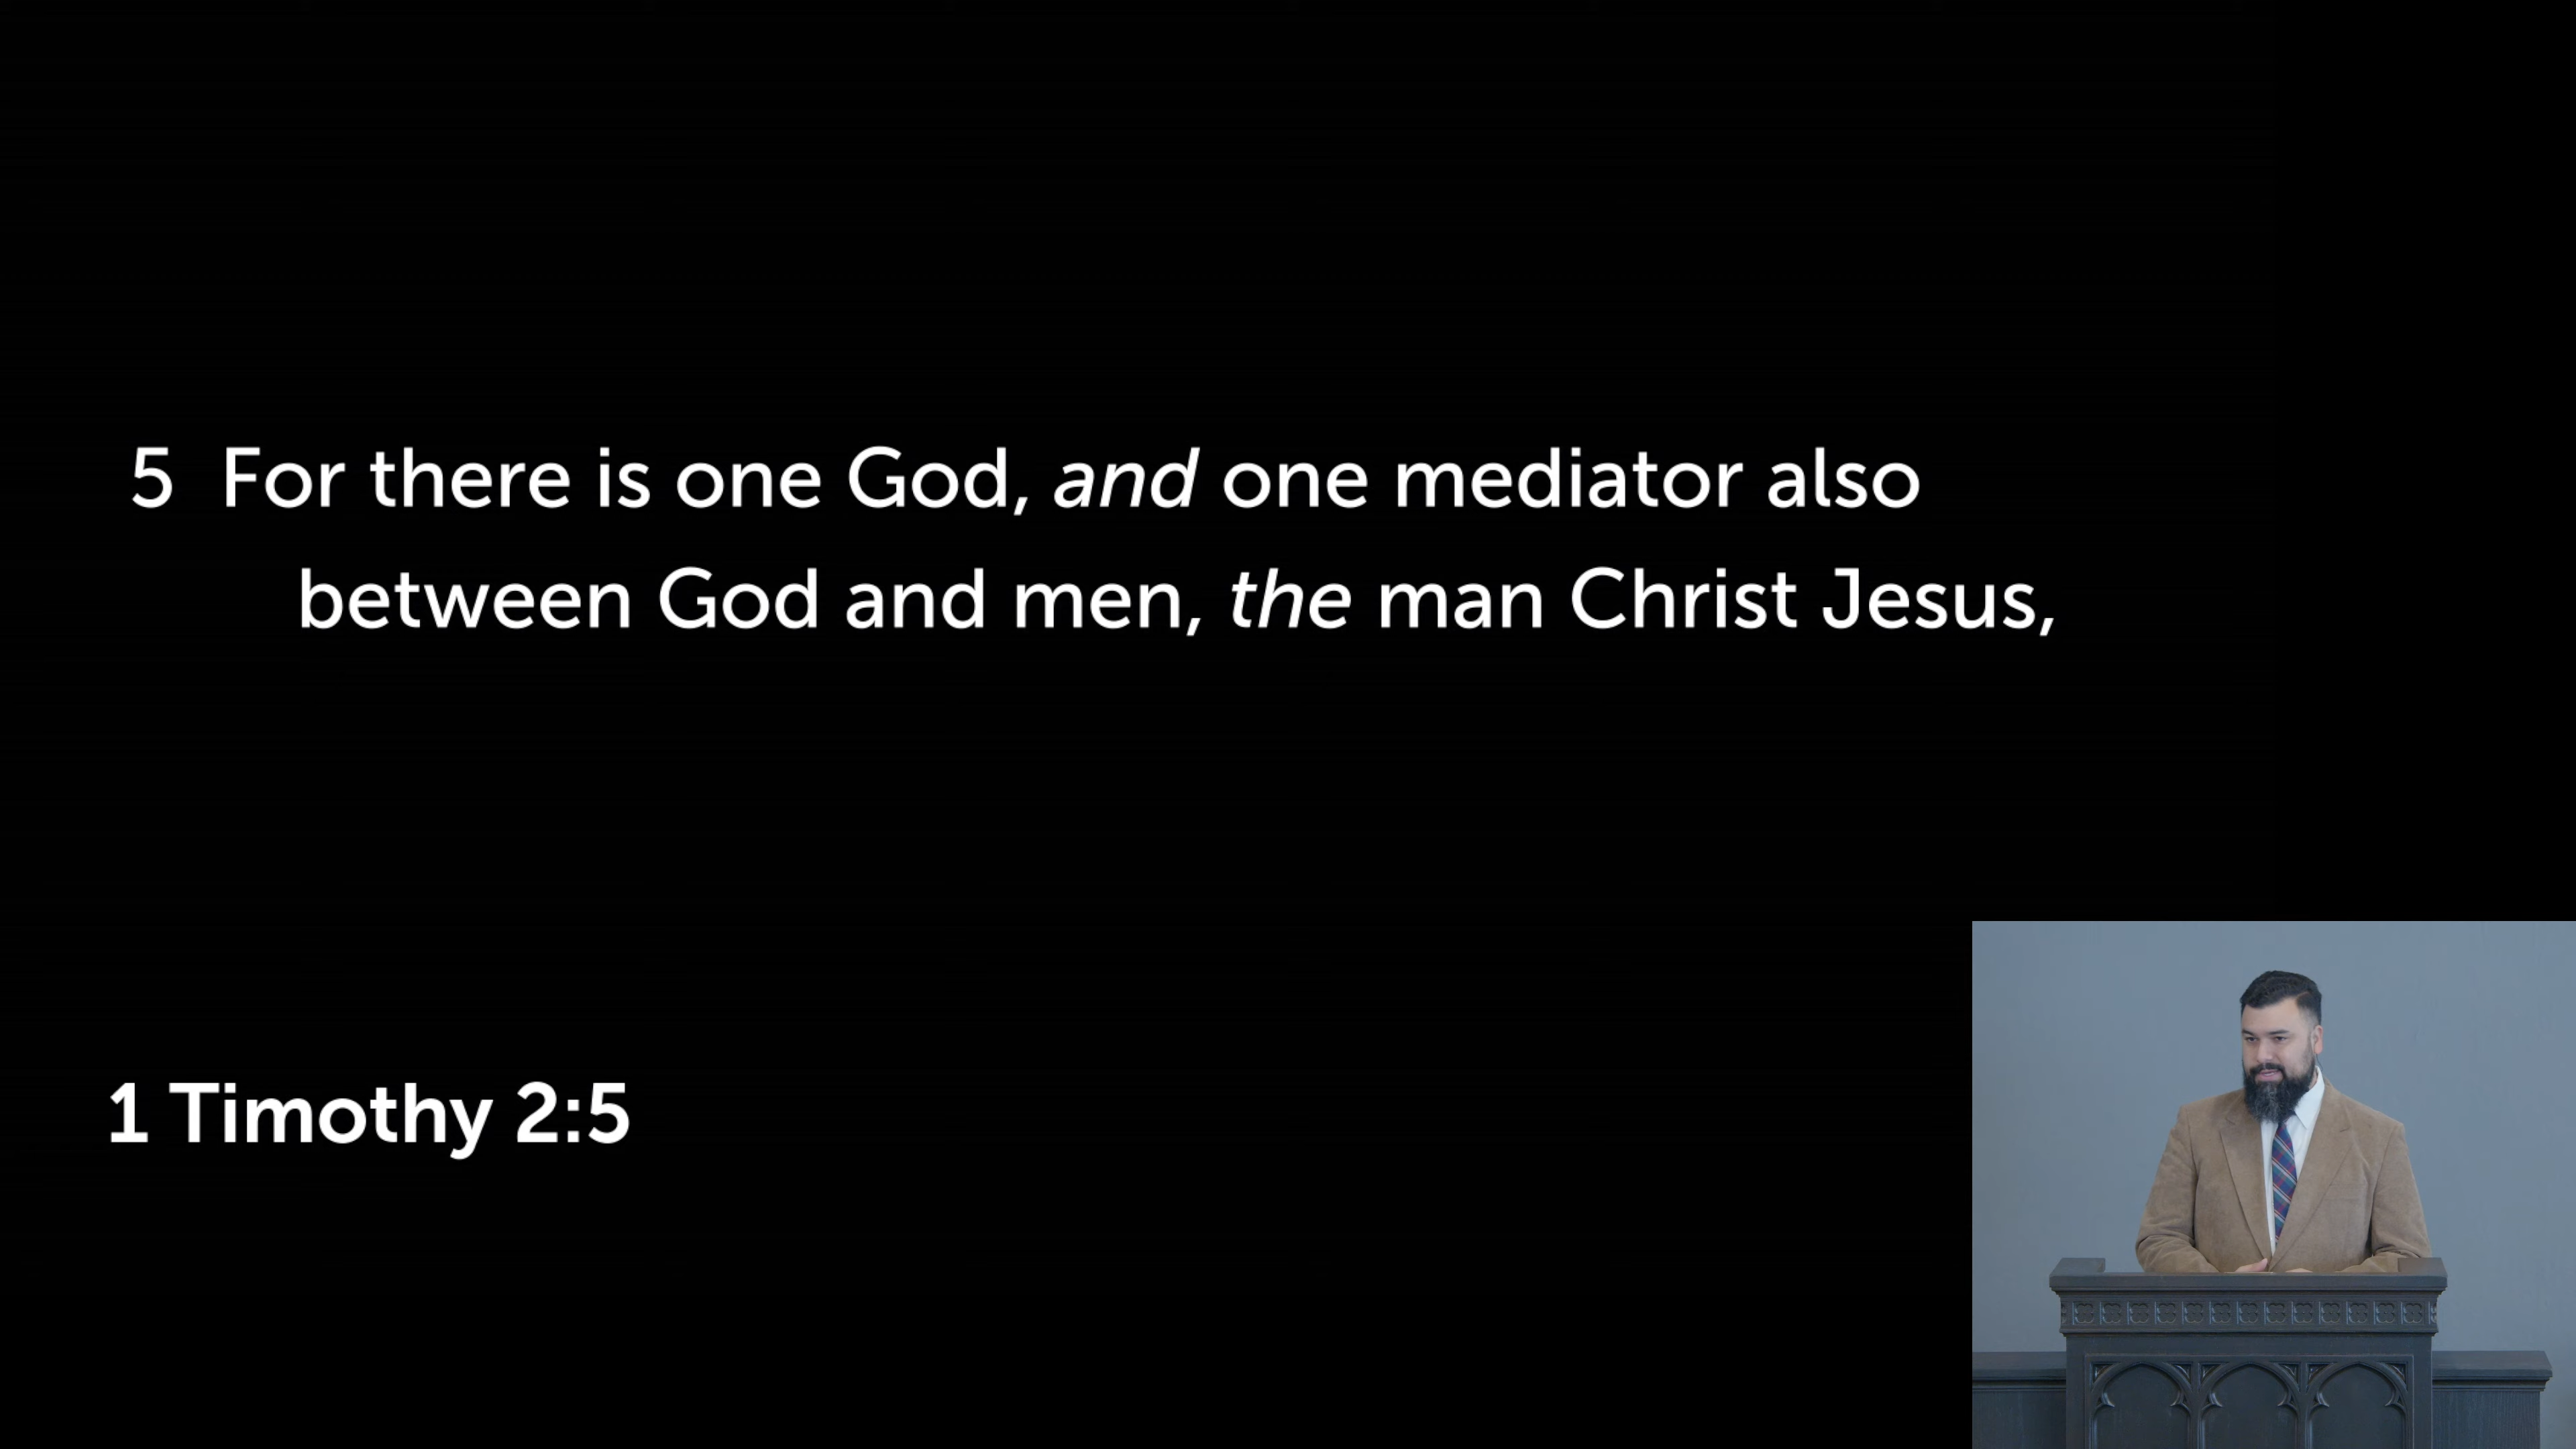 5 For there is one God, and one mediator also
between God and men, the man Christ Jesus,
1 Timothy 2:5